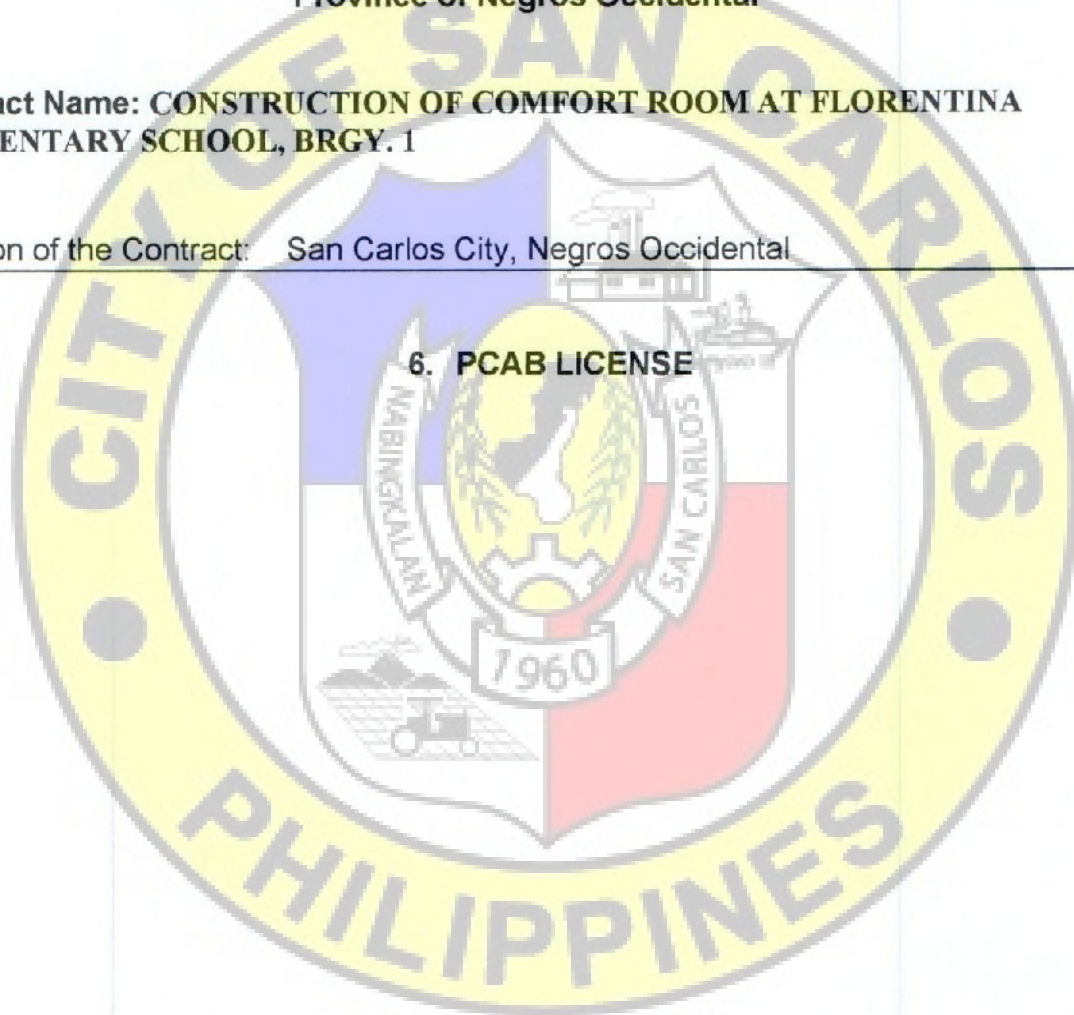 Province of Negros Occidental
act Name: CONSTRUCTION OF COMFORT ROOM AT FLORENTINA
ENTARY SCHOOL, BRGY. 1
on of the Contract: San Carlos City, Negros Occidental
6. PCAB LICENSE
CITY OF SAN CARLOS
NABINGKALAN
SAN CARLOS
1960
PHILIPPINES